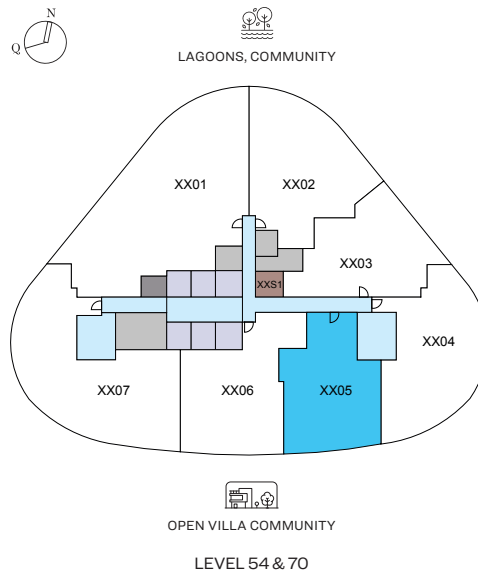 N
Q
LAGOONS, COMMUNITY
XX01
XX02
XX03
XXS1
XX04
XX05
XX06
XX07
OPEN VILLA COMMUNITY
LEVEL 54 & 70